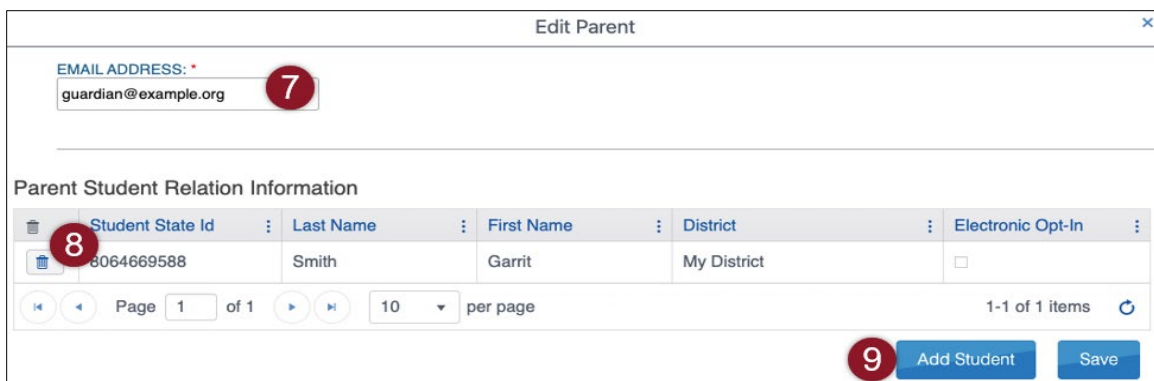 Edit Parent ×
EMAIL ADDRESS: *
guardian@example.org 7
Parent Student Relation Information
Student State Id Last Name First Name District Electronic Opt-In
8 8064669588 Smith Garrit My District
Page 1 of 1 10 per page 1-1 of 1 items
9 Add Student Save